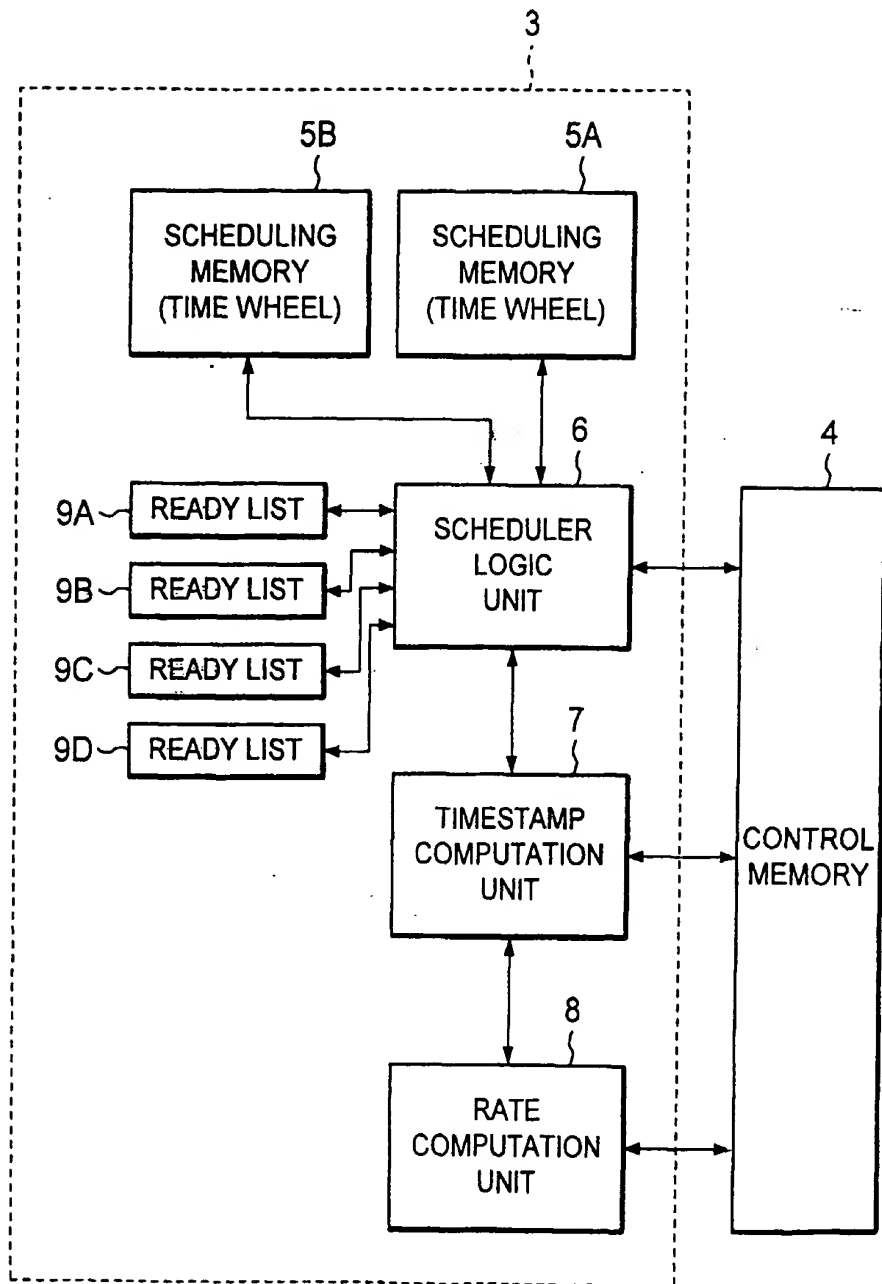 3
5B
5A
SCHEDULING
MEMORY
(TIME WHEEL)
SCHEDULING
MEMORY
(TIME WHEEL)
6
4
9A
READY LIST
SCHEDULER
LOGIC
UNIT
9B
READY LIST
9C
READY LIST
9D
READY LIST
7
TIMESTAMP
COMPUTATION
UNIT
CONTROL
MEMORY
8
RATE
COMPUTATION
UNIT